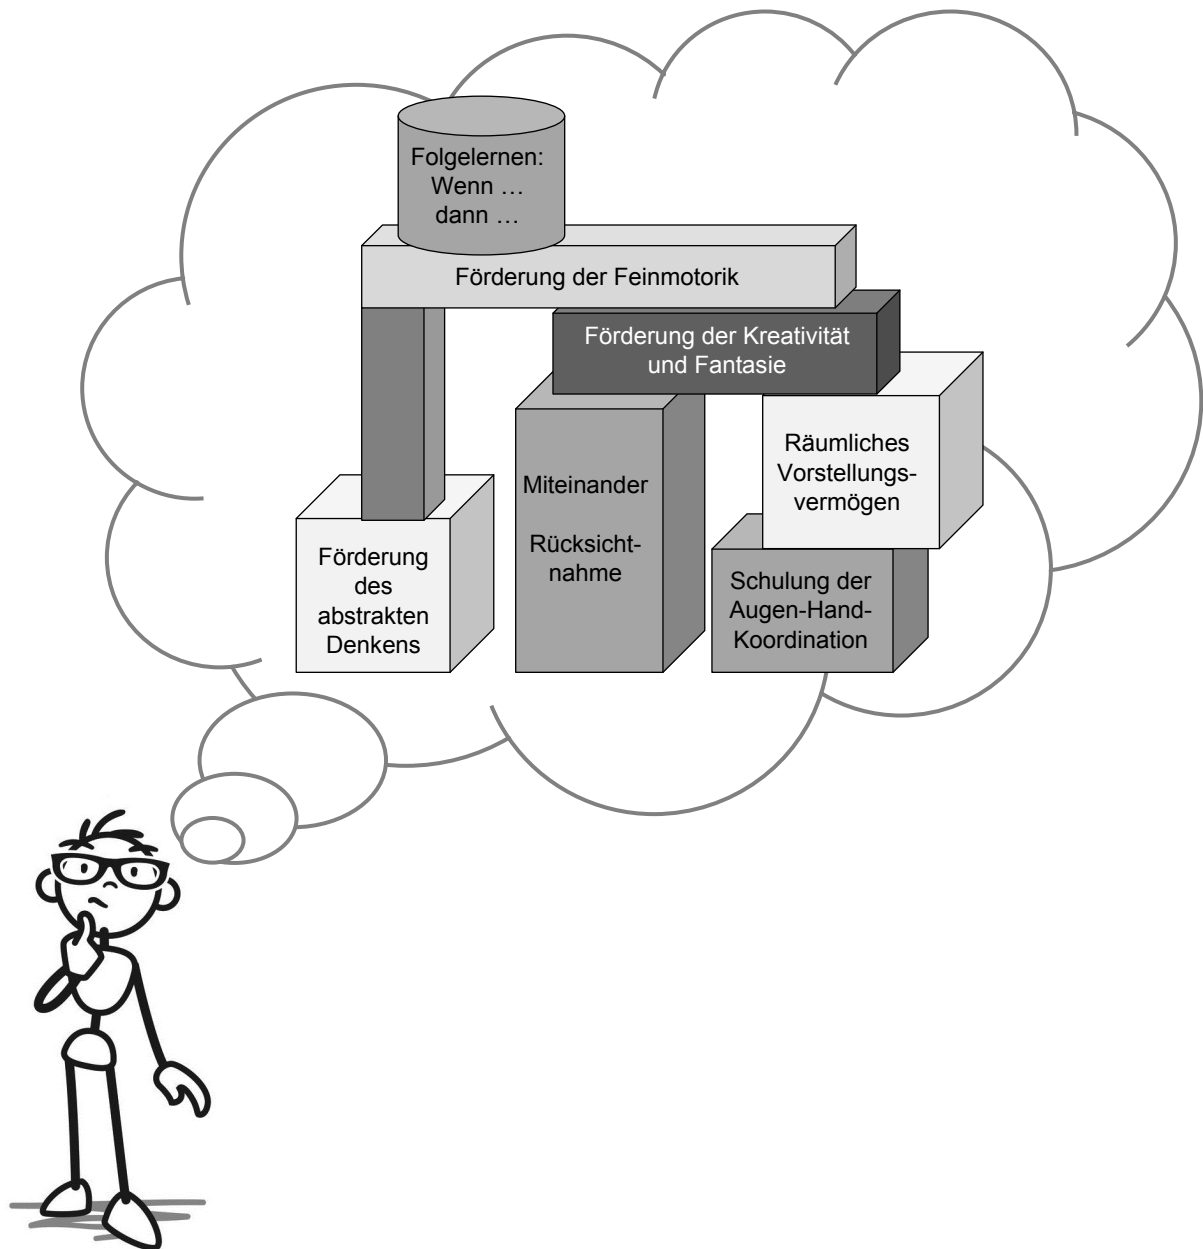 Folgelernen:
Wenn …
dann …
Förderung der Feinmotorik
Förderung der Kreativität
und Fantasie
Räumliches
Vorstellungs-
vermögen
Miteinander
Rücksicht-
nahme
Förderung
des
abstrakten
Denkens
Schulung der
Augen-Hand-
Koordination